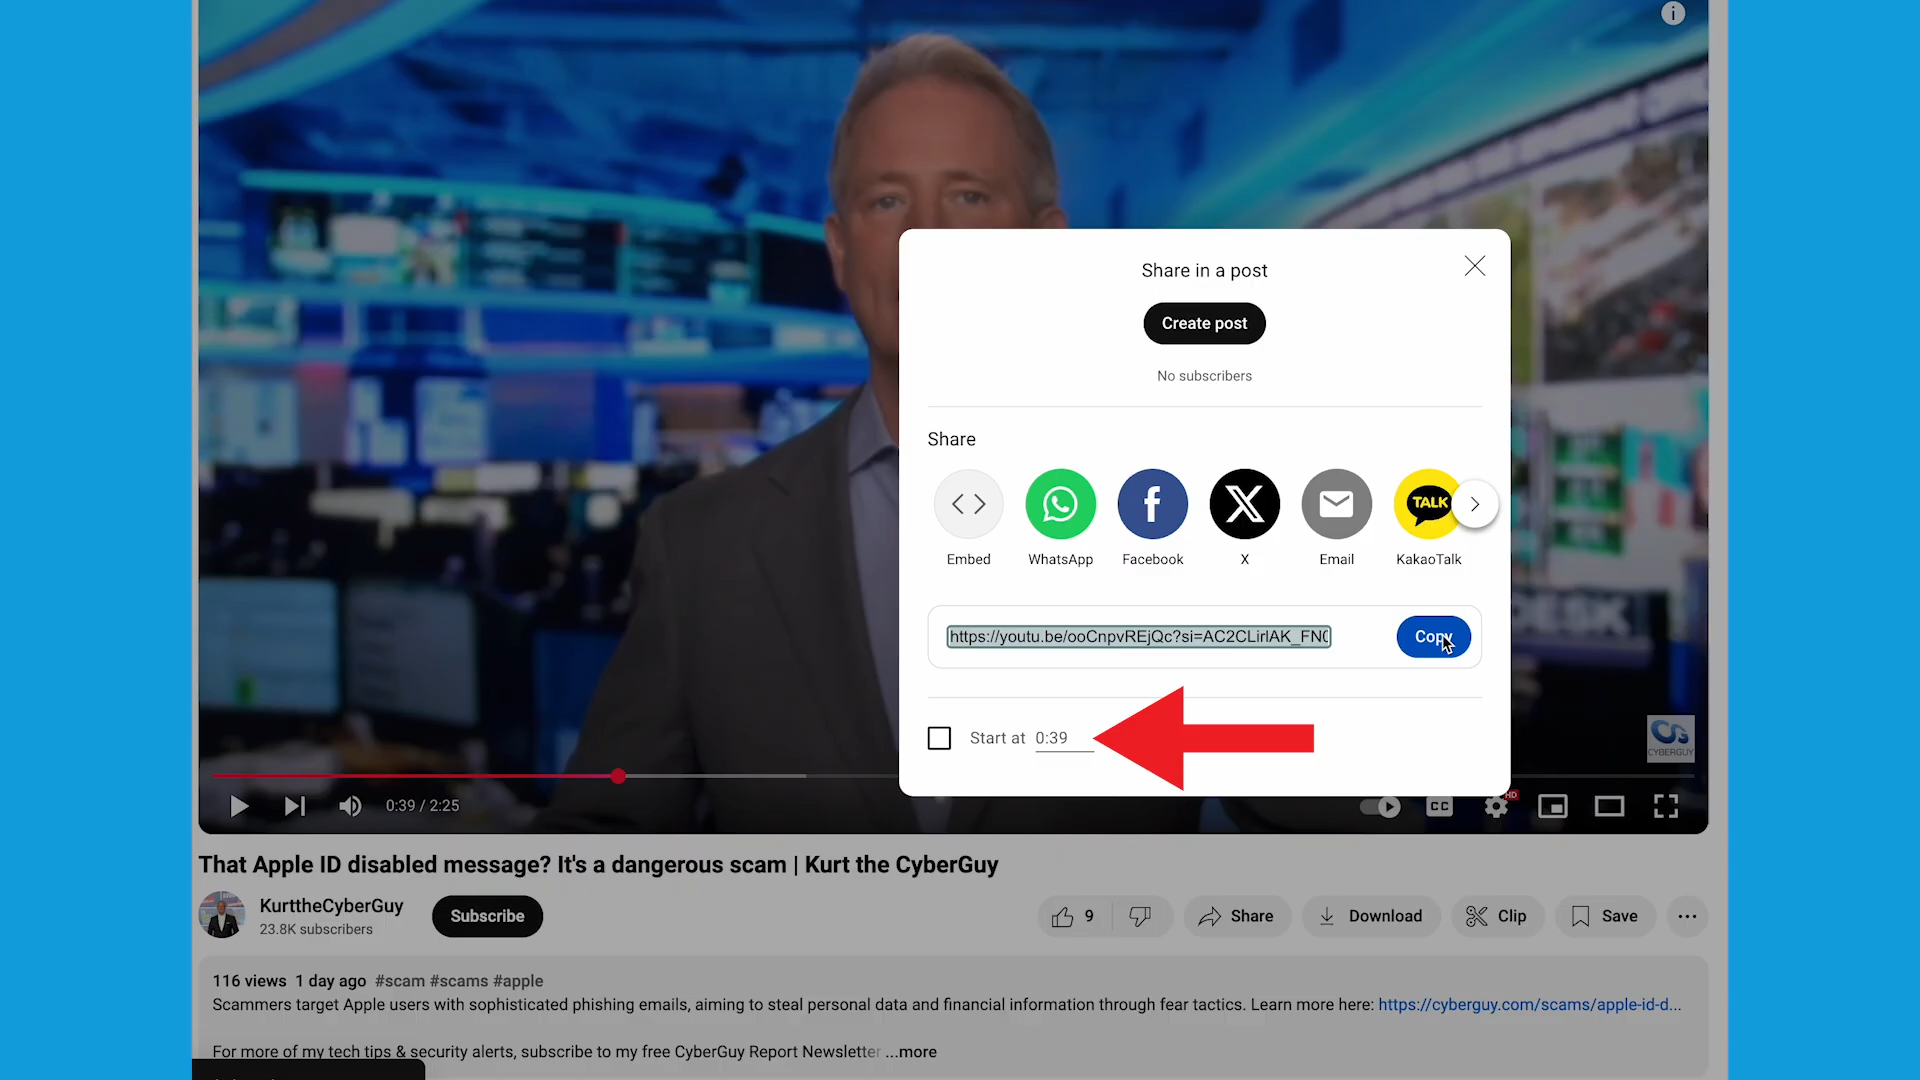 Share in a post
Create post
No subscribers
Share
TALK
Embed
WhatsApp
Facebook
X
Email
KakaoTalk
https://youtu.be/ooCnpvREjQc?si=AC2CLirlAK_FN
Copy
DESK
Start at 0:39
CYBERGUY
0:39 / 2:25
CC
HD
That Apple ID disabled message? It's a dangerous scam | Kurt the CyberGuy
KurttheCyberGuy
23.8K subscribers
Subscribe
9
Share
Download
Clip
Save
116 views 1 day ago #scam #scams #apple
Scammers target Apple users with sophisticated phishing emails, aiming to steal personal data and financial information through fear tactics. Learn more here: https://cyberguy.com/scams/apple-id-d...
For more of my tech tips & security alerts, subscribe to my free CyberGuy Report Newsletter ...more